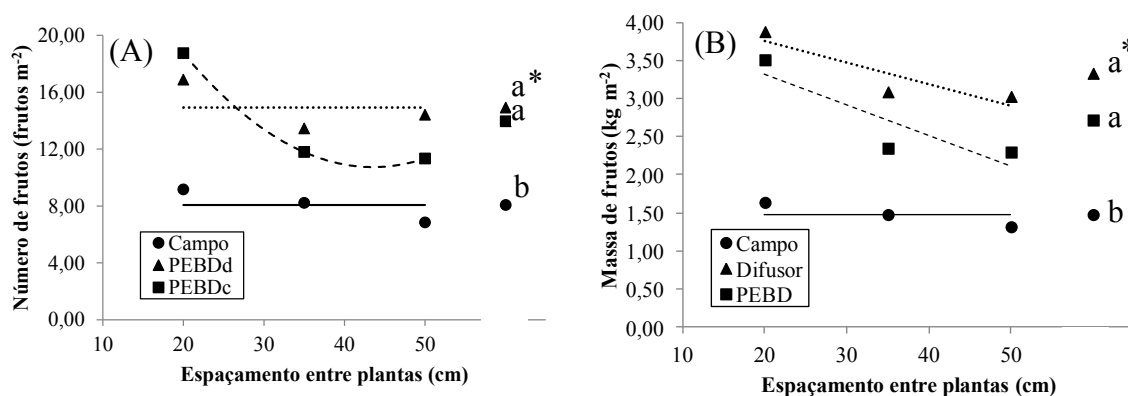 (A)
Número de frutos (frutos m-2)
20,00
16,00
12,00
8,00
4,00
0,00
a*
a
b
Campo
PEBDd
PEBDc
10 20 30 40 50
Espaçamento entre plantas (cm)
(B)
Massa de frutos (kg m-2)
4,00
3,50
3,00
2,50
2,00
1,50
1,00
0,50
0,00
a*
a
b
Campo
Difusor
PEBD
10 20 30 40 50
Espaçamento entre plantas (cm)